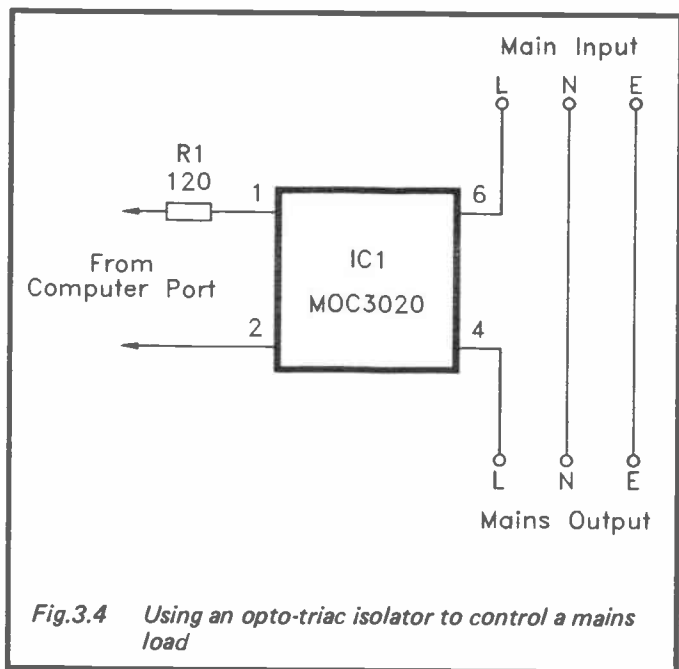 Main Input
L N E
R1
120
1
6
IC1
MOC3020
From
Computer Port
2
4
L N E
Mains Output
Fig.3.4 Using an opto-triac isolator to control a mains
load